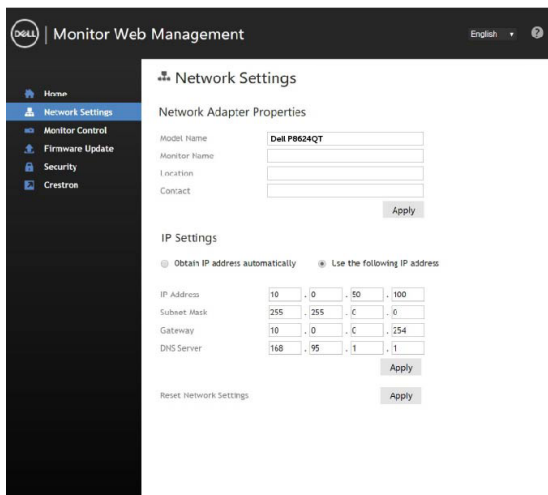 DELL | Monitor Web Management
English
?
Home
Network Settings
Monitor Control
Firmware Update
Security
Crestron
Network Settings
Network Adapter Properties
Model Name Dell P8624QT
Monitor Name
Location
Contact
Apply
IP Settings
Obtain IP address automatically Use the following IP address
IP Address 10 . 0 . 50 . 100
Subnet Mask 255 . 255 . 0 . 0
Gateway 10 . 0 . 0 . 254
DNS Server 168 . 95 . 1 . 1
Apply
Reset Network Settings Apply